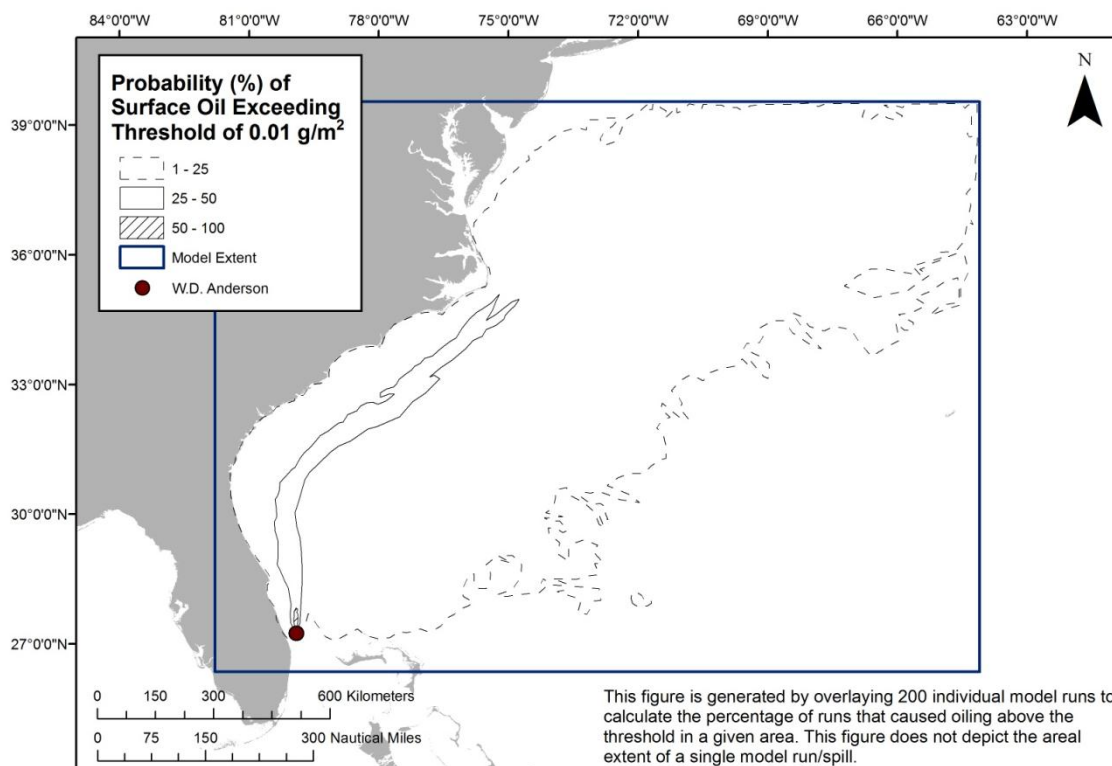 84°0'0"W 81°0'0"W 78°0'0"W 75°0'0"W 72°0'0"W 69°0'0"W 66°0'0"W 63°0'0"W
N
Probability (%) of
Surface Oil Exceeding
Threshold of 0.01 g/m²
1 - 25
25 - 50
50 - 100
Model Extent
W.D. Anderson
39°0'0"N
36°0'0"N
33°0'0"N
30°0'0"N
27°0'0"N
0 150 300 600 Kilometers
0 75 150 300 Nautical Miles
This figure is generated by overlaying 200 individual model runs to
calculate the percentage of runs that caused oiling above the
threshold in a given area. This figure does not depict the areal
extent of a single model run/spill.